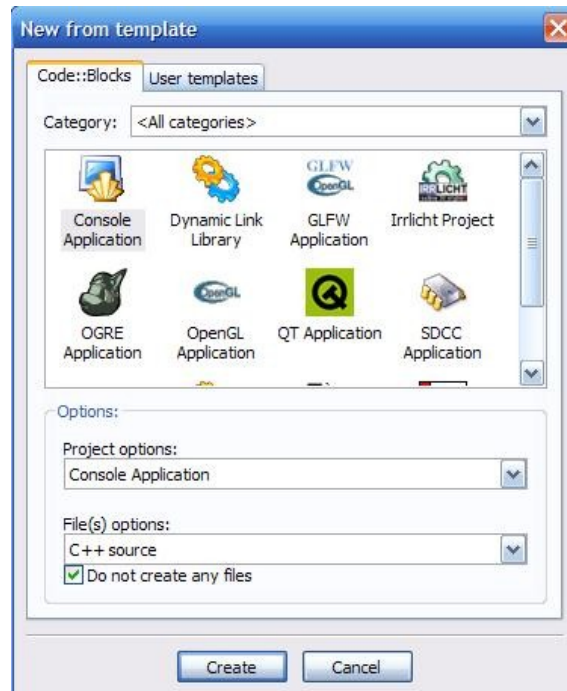 New from template
Code::Blocks User templates
Category: <All categories>
GLFW
OpenGL
IRRLICHT
Console Dynamic Link GLFW Irrlicht Project
Application Library Application
OpenGL
OGRE OpenGL QT Application SDCC
Application Application Application
Options:
Project options:
Console Application
File(s) options:
C++ source
Do not create any files
Create Cancel